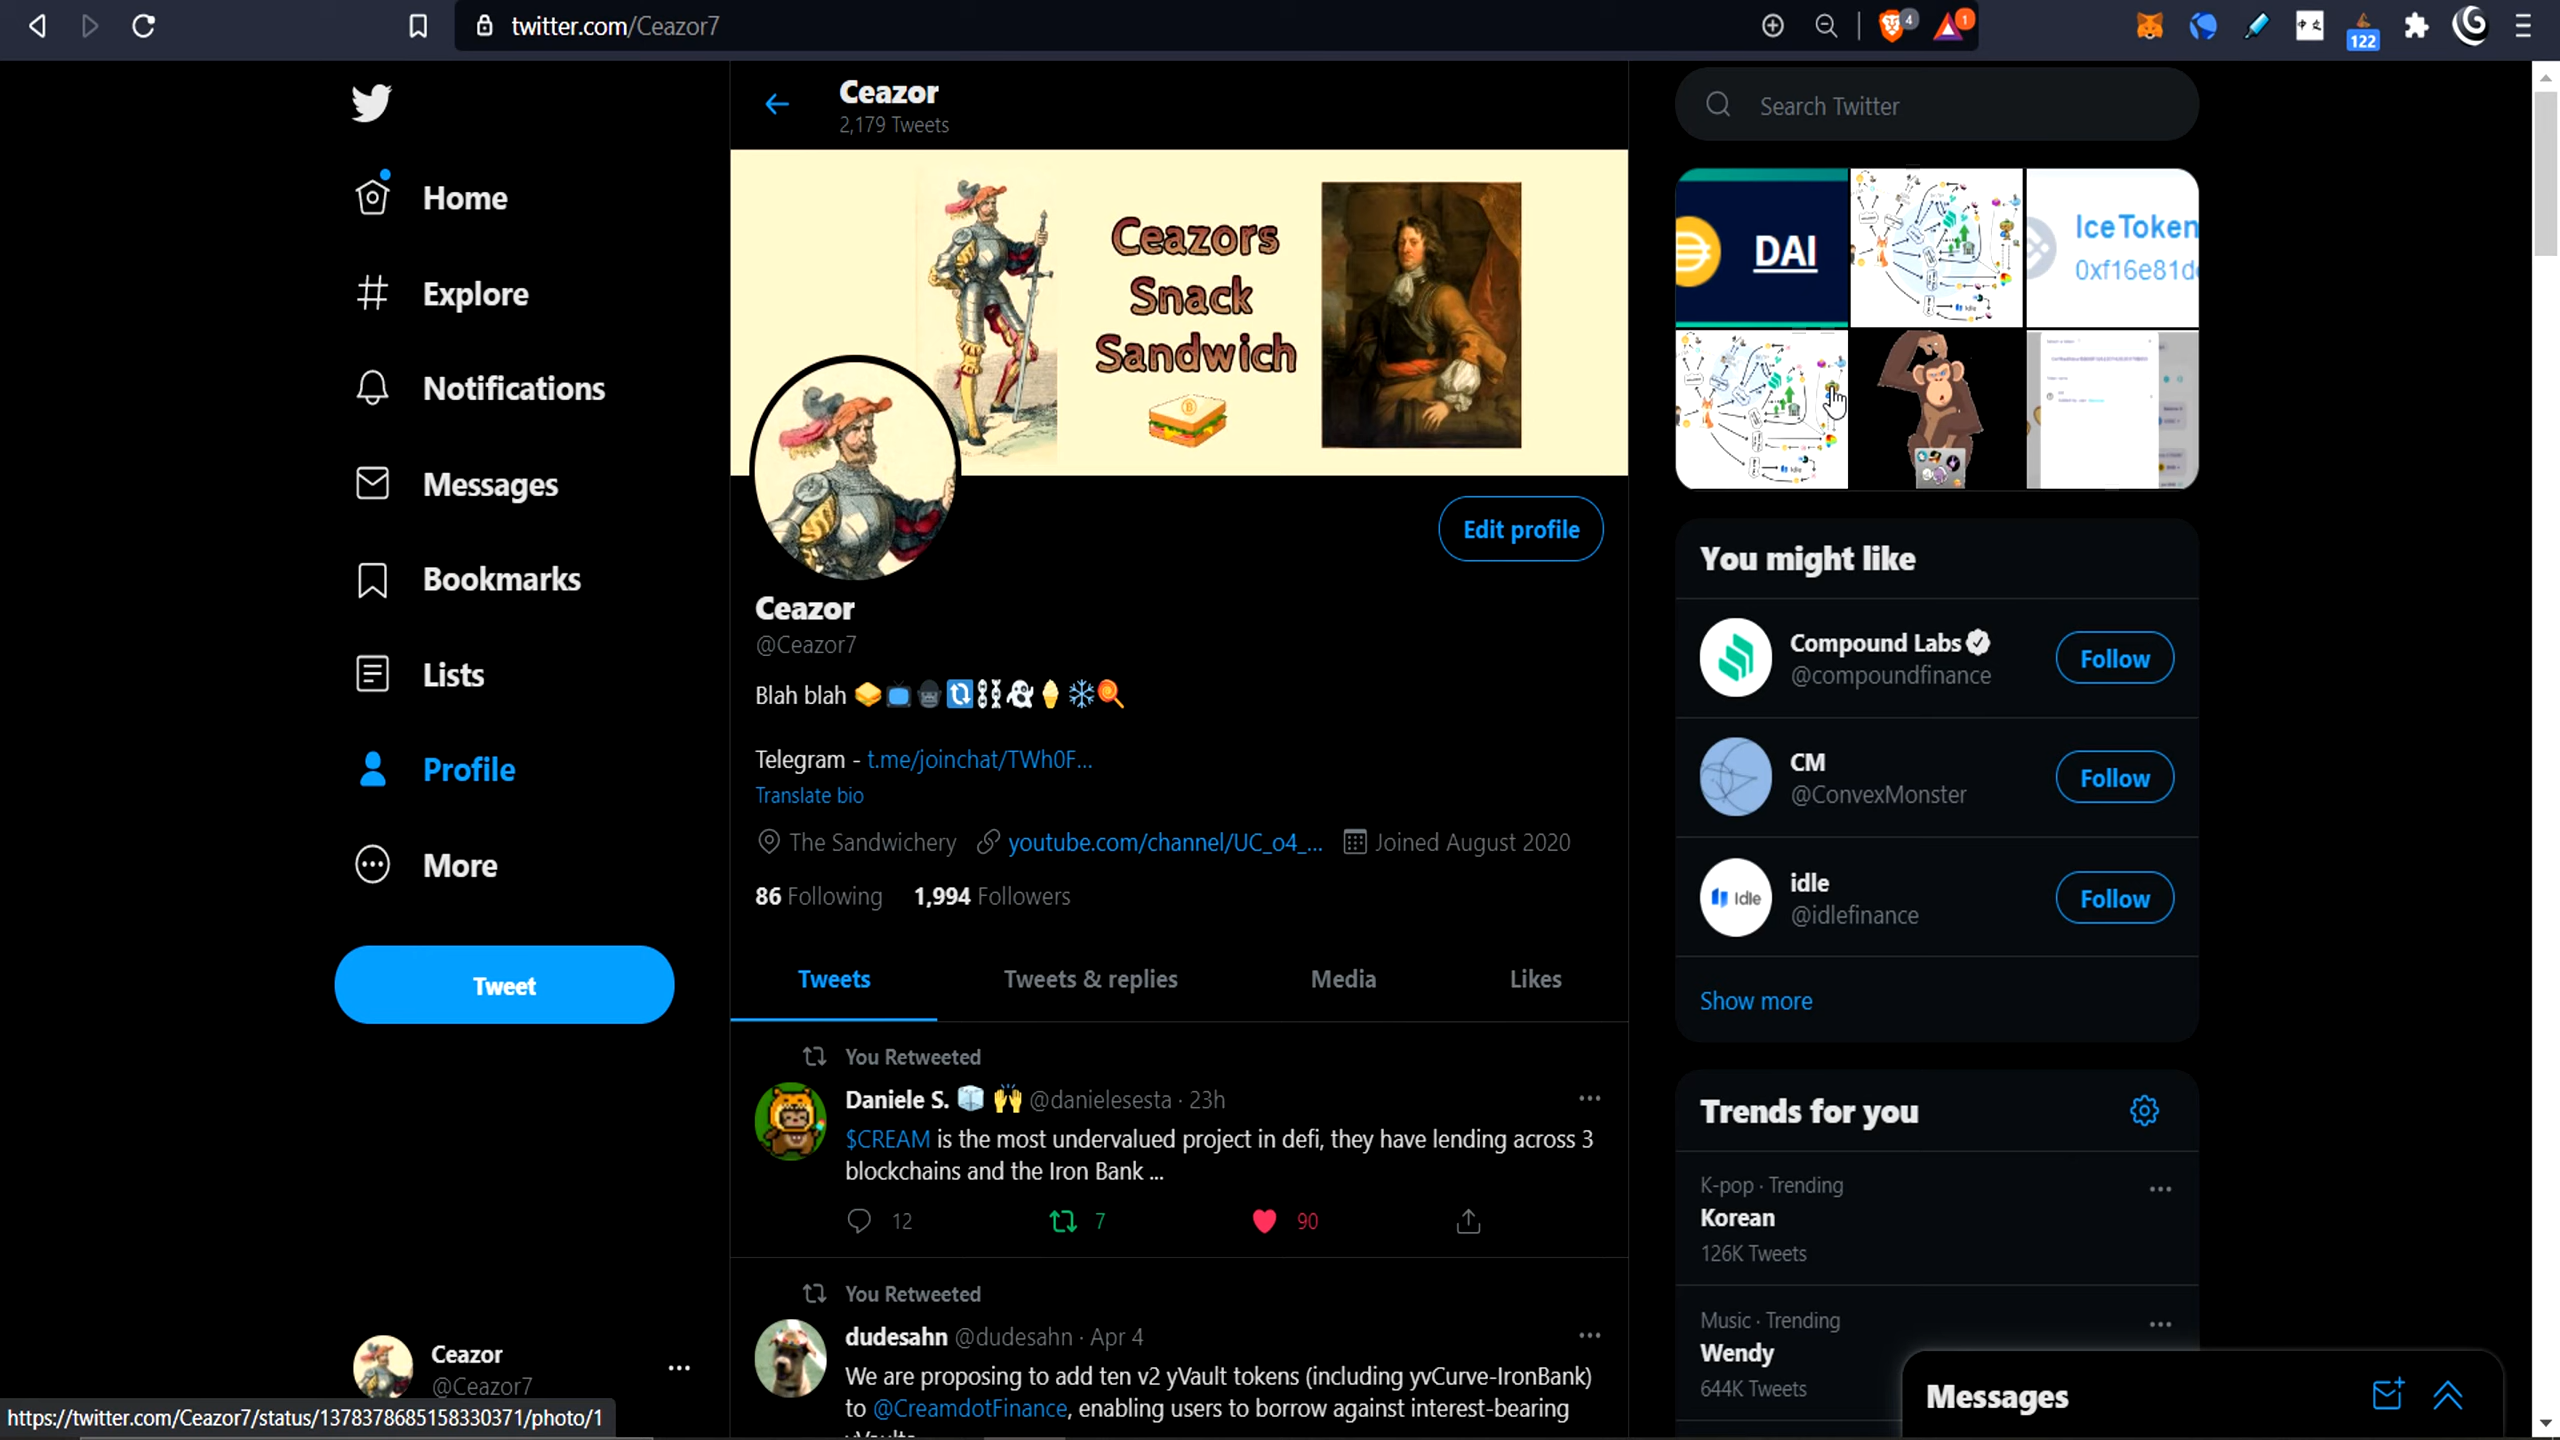 twitter.com/Ceazor7
4
1
122
Home
Explore
Notifications
Messages
Bookmarks
Lists
Profile
More
Tweet
Ceazor
@Ceazor7
https://twitter.com/Ceazor7/status/1378378685158330371/photo/1
Ceazor
2,179 Tweets
Ceazors
Snack
Sandwich
Edit profile
Ceazor
@Ceazor7
Blah blah
Telegram - t.me/joinchat/TWh0F...
Translate bio
The Sandwichery youtube.com/channel/UC_o4_... Joined August 2020
86 Following 1,994 Followers
Tweets Tweets & replies Media Likes
You Retweeted
Daniele S. @danielesesta · 23h
$CREAM is the most undervalued project in defi, they have lending across 3
blockchains and the Iron Bank ...
12 7 90
You Retweeted
dudesahn @dudesahn · Apr 4
We are proposing to add ten v2 yVault tokens (including yvCurve-IronBank)
to @CreamdotFinance, enabling users to borrow against interest-bearing
Search Twitter
DAI
IceToken
0xf16e81d
Idle
Idle
You might like
Compound Labs
@compoundfinance
Follow
CM
@ConvexMonster
Follow
Idle
idle
@idlefinance
Follow
Show more
Trends for you
K-pop · Trending
Korean
126K Tweets
Music · Trending
Wendy
644K Tweets
Messages